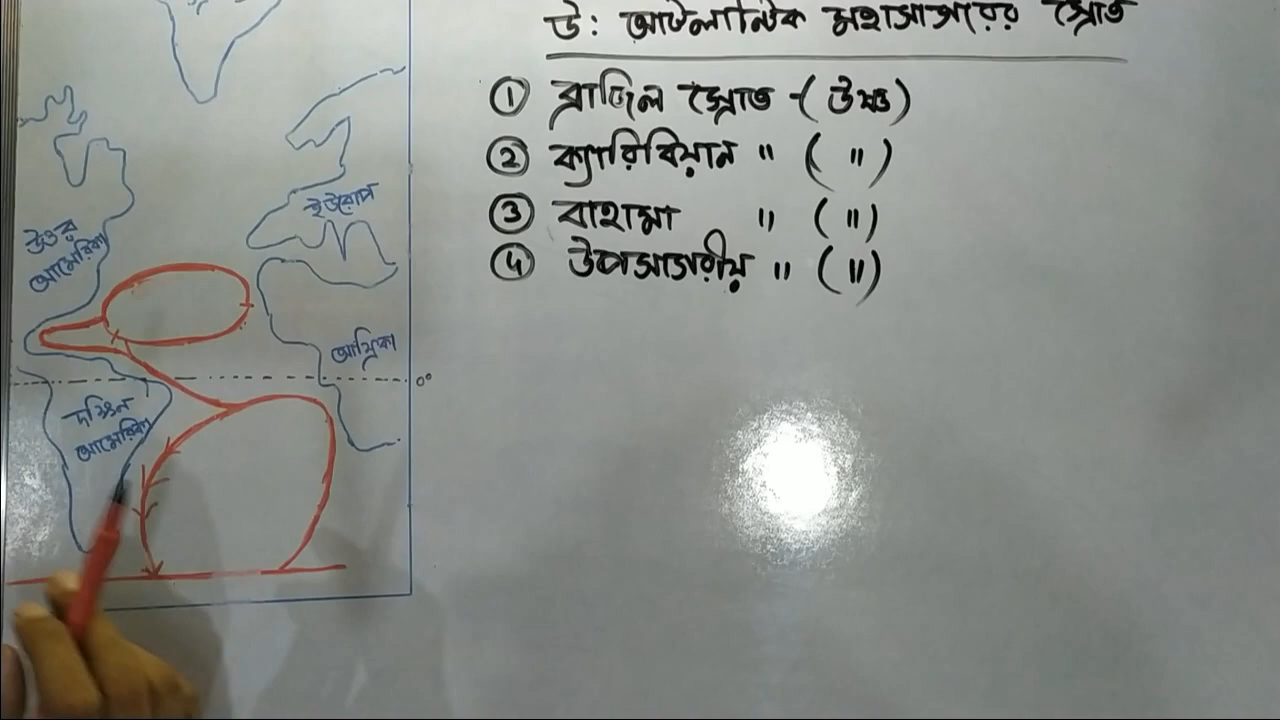 উ: আটলান্টিক মহাসাগরের স্রোত
① ব্রাজিল স্রোত -( উষ্ণ )
② ক্যারিবিয়ান " ( " )
③ বাহামা " ( " )
④ উপসাগরীয় " ( " )
ইউরোপ
উত্তর
আমেরিকা
আফ্রিকা
0°
দক্ষিন
আমেরিকা